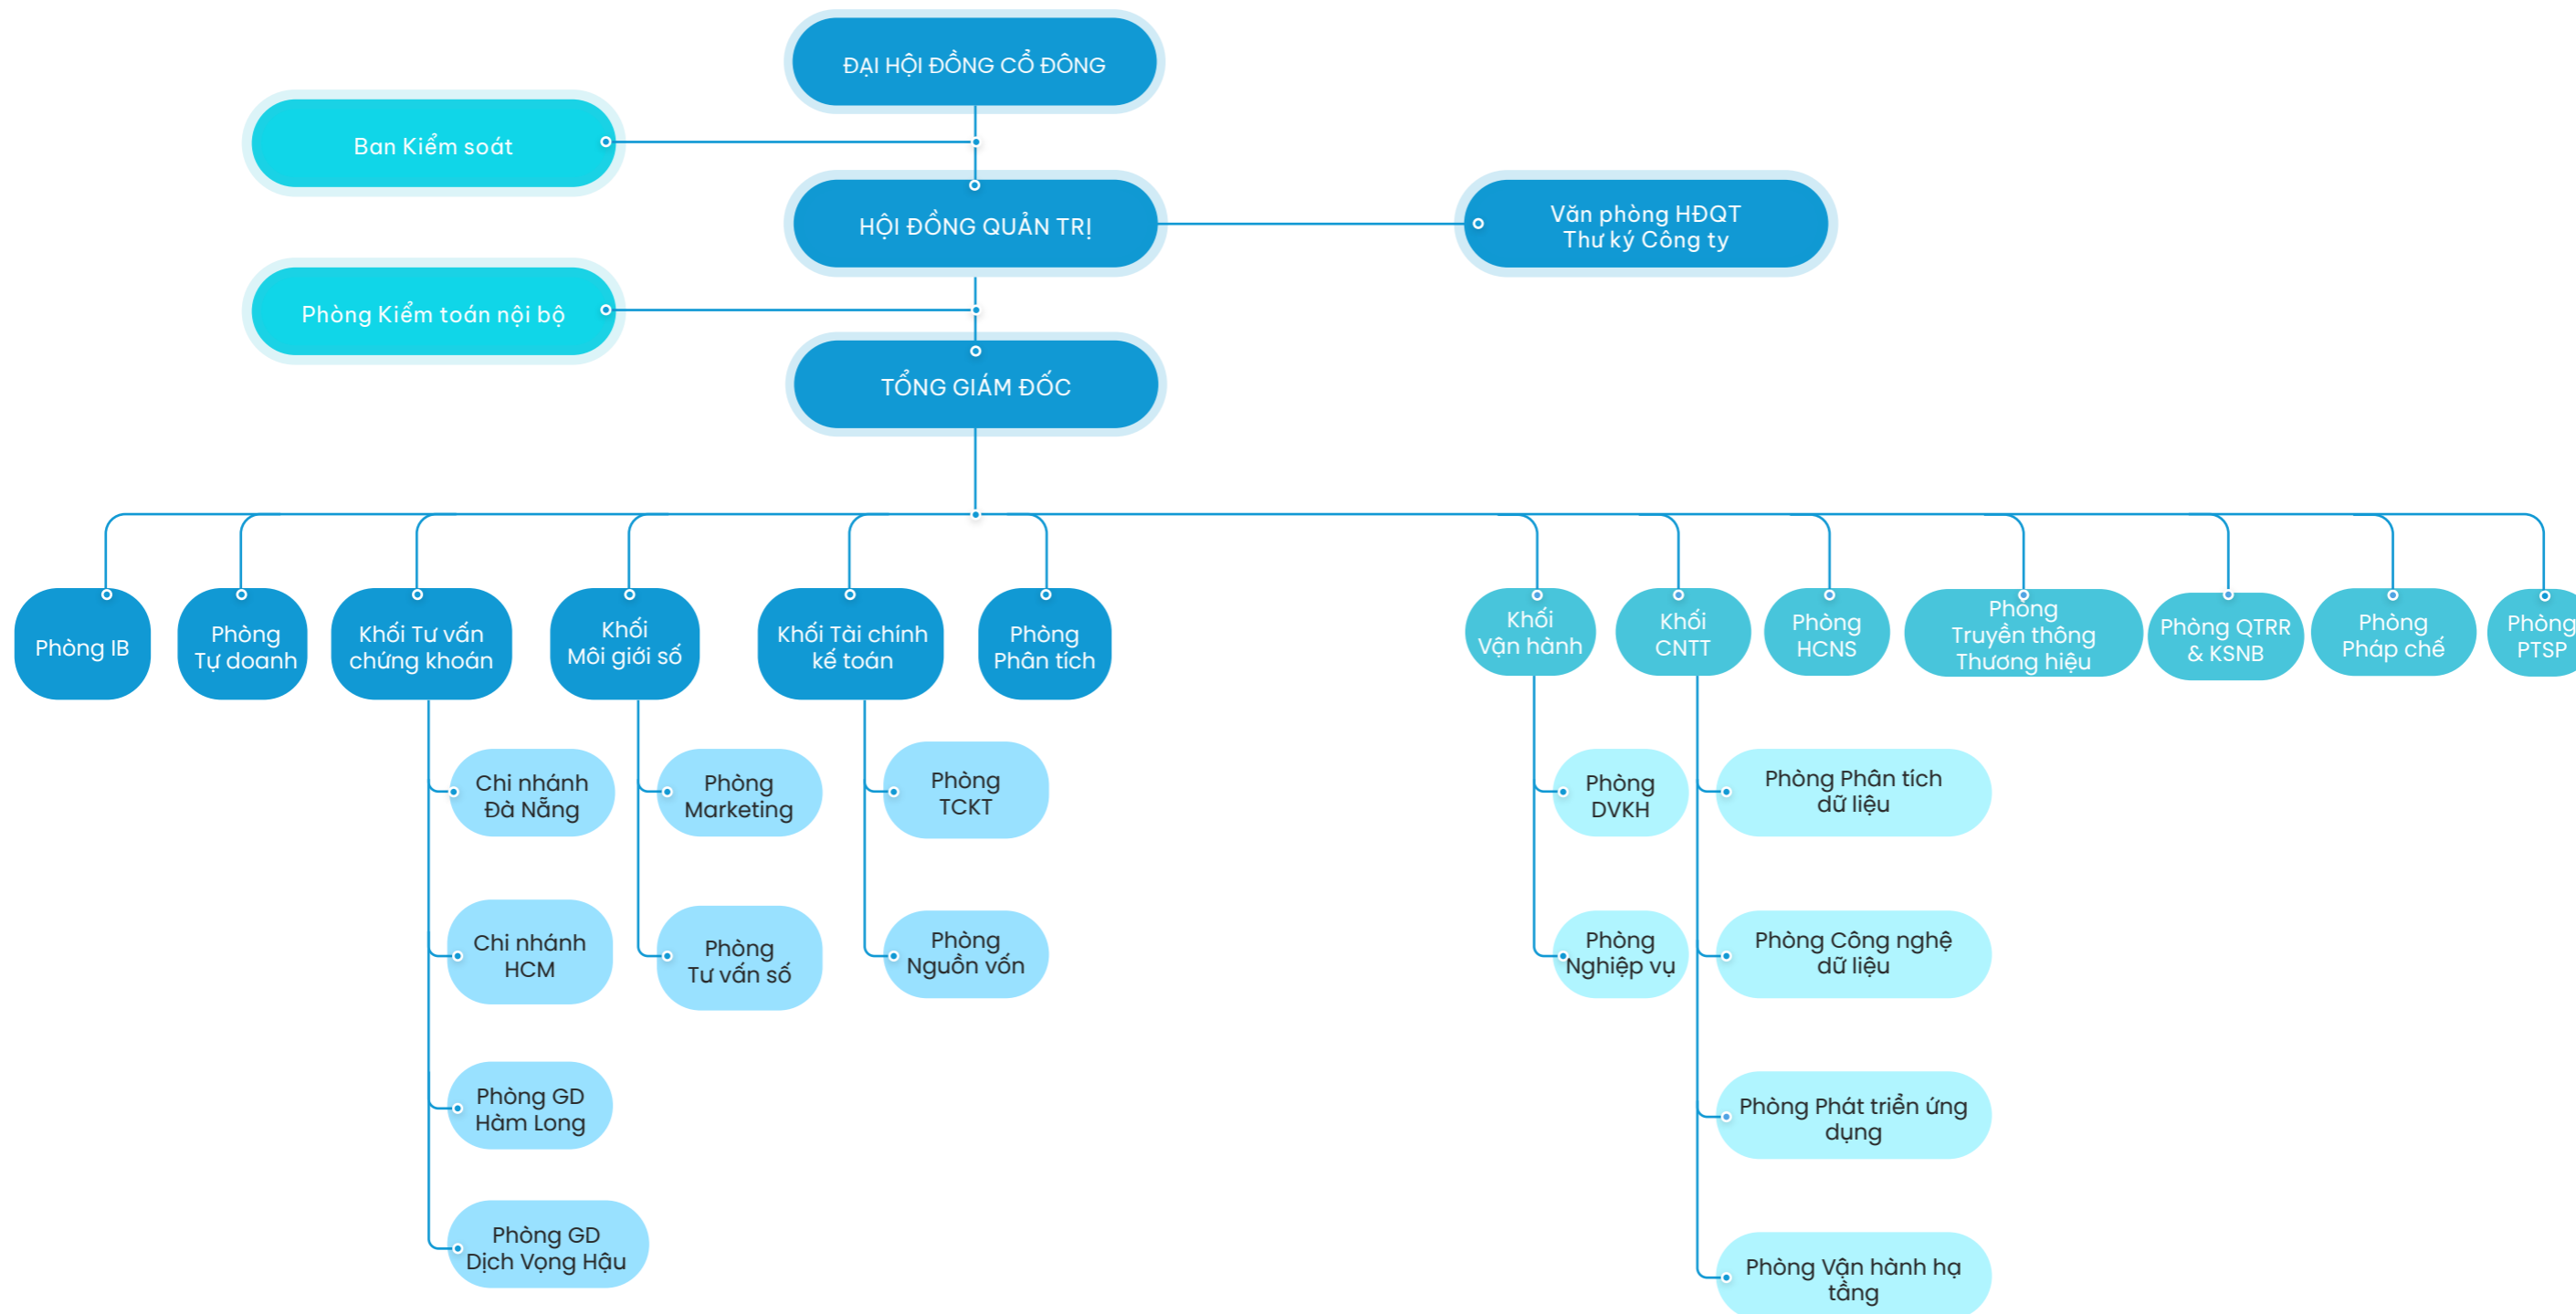 ĐẠI HỘI ĐỒNG CỔ ĐÔNG
Ban Kiểm soát
HỘI ĐỒNG QUẢN TRỊ
Văn phòng HĐQT
Thư ký Công ty
Phòng Kiểm toán nội bộ
TỔNG GIÁM ĐỐC
Phòng IB
Phòng
Tự doanh
Khối Tư vấn
chứng khoán
Khối
Môi giới số
Khối Tài chính
kế toán
Phòng
Phân tích
Khối
Vận hành
Khối
CNTT
Phòng
HCNS
Phòng
Truyền thông
Thương hiệu
Phòng QTRR
& KSNB
Phòng
Pháp chế
Phòng
PTSP
Chi nhánh
Đà Nẵng
Chi nhánh
HCM
Phòng GD
Hàm Long
Phòng GD
Dịch Vọng Hậu
Phòng
Marketing
Phòng
Tư vấn số
Phòng
TCKT
Phòng
Nguồn vốn
Phòng
DVKH
Phòng
Nghiệp vụ
Phòng Phân tích
dữ liệu
Phòng Công nghệ
dữ liệu
Phòng Phát triển ứng
dụng
Phòng Vận hành hạ
tầng